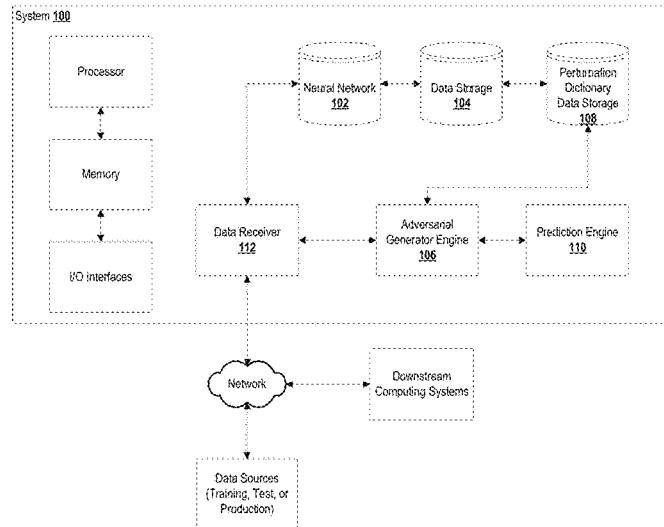 System 100
Processor
Memory
I/O Interfaces
Neural Network
102
Data Storage
104
Perturbation
Dictionary
Data Storage
108
Data Receiver
112
Adversarial
Generator Engine
106
Prediction Engine
110
Network
Downstream
Computing Systems
Data Sources
(Training, Test, or
Production)